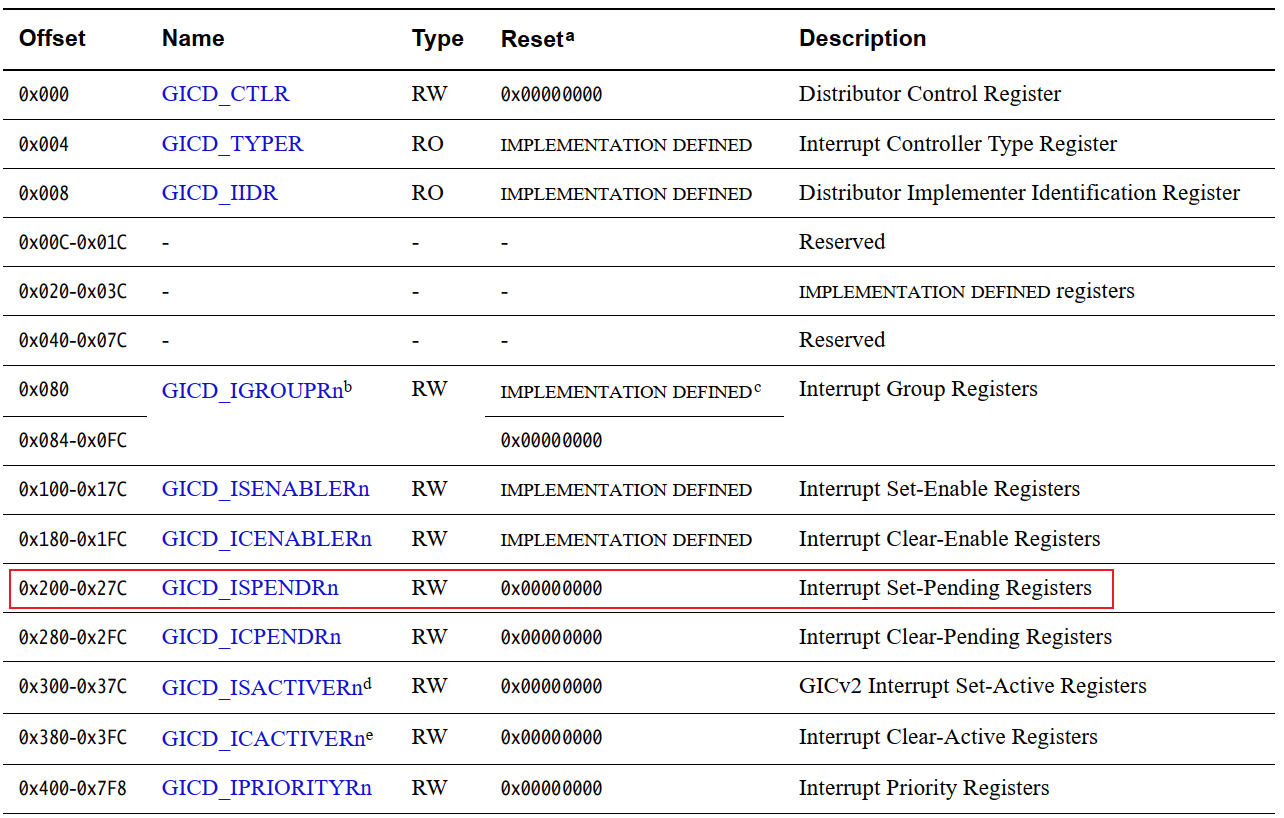 Offset Name Type Resetᵃ Description
0x000 GICD_CTLR RW 0x00000000 Distributor Control Register
0x004 GICD_TYPER RO IMPLEMENTATION DEFINED Interrupt Controller Type Register
0x008 GICD_IIDR RO IMPLEMENTATION DEFINED Distributor Implementer Identification Register
0x00C-0x01C - - - Reserved
0x020-0x03C - - - IMPLEMENTATION DEFINED registers
0x040-0x07C - - - Reserved
0x080 GICD_IGROUPRnᵇ RW IMPLEMENTATION DEFINEDᶜ Interrupt Group Registers
0x084-0x0FC 0x00000000
0x100-0x17C GICD_ISENABLERn RW IMPLEMENTATION DEFINED Interrupt Set-Enable Registers
0x180-0x1FC GICD_ICENABLERn RW IMPLEMENTATION DEFINED Interrupt Clear-Enable Registers
0x200-0x27C GICD_ISPENDRn RW 0x00000000 Interrupt Set-Pending Registers
0x280-0x2FC GICD_ICPENDRn RW 0x00000000 Interrupt Clear-Pending Registers
0x300-0x37C GICD_ISACTIVERnᵈ RW 0x00000000 GICv2 Interrupt Set-Active Registers
0x380-0x3FC GICD_ICACTIVERnᵉ RW 0x00000000 Interrupt Clear-Active Registers
0x400-0x7F8 GICD_IPRIORITYRn RW 0x00000000 Interrupt Priority Registers